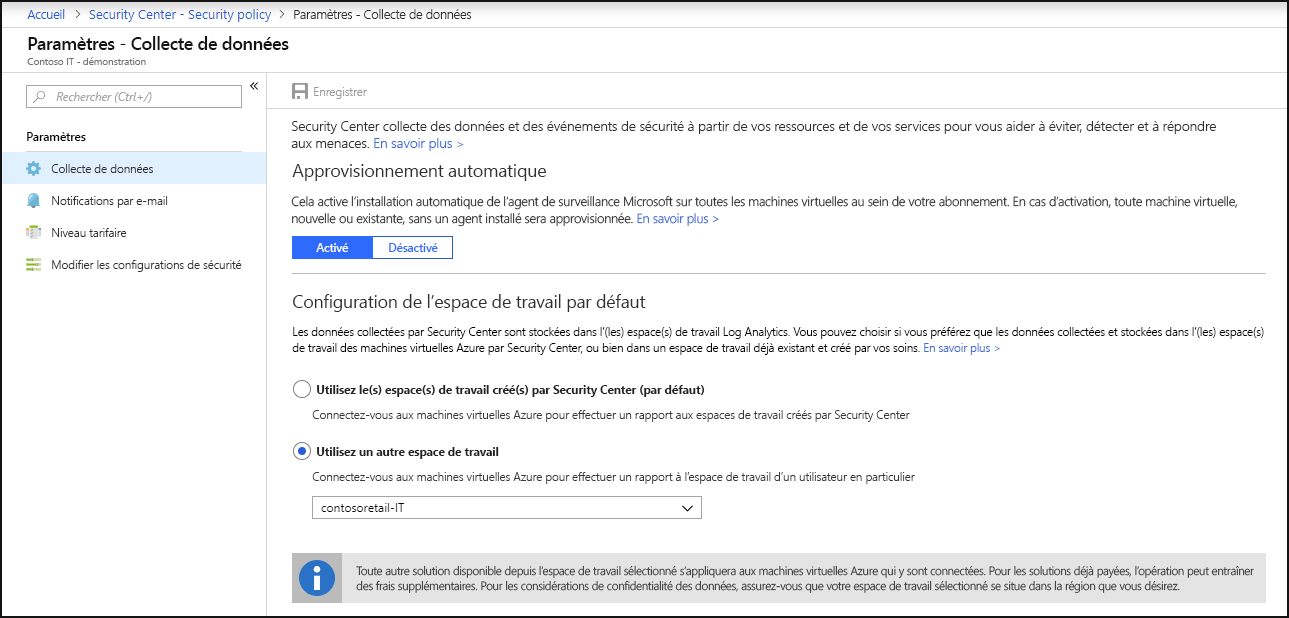 Accueil > Security Center - Security policy > Paramètres - Collecte de données
Paramètres - Collecte de données
Contoso IT - démonstration
Rechercher (Ctrl+/)
«
Paramètres
Collecte de données
Notifications par e-mail
Niveau tarifaire
Modifier les configurations de sécurité
Enregistrer
Security Center collecte des données et des événements de sécurité à partir de vos ressources et de vos services pour vous aider à éviter, détecter et à répondre
aux menaces. En savoir plus >
Approvisionnement automatique
Cela active l’installation automatique de l’agent de surveillance Microsoft sur toutes les machines virtuelles au sein de votre abonnement. En cas d’activation, toute machine virtuelle,
nouvelle ou existante, sans un agent installé sera approvisionnée. En savoir plus >
Activé Désactivé
Configuration de l’espace de travail par défaut
Les données collectées par Security Center sont stockées dans l’(les) espace(s) de travail Log Analytics. Vous pouvez choisir si vous préférez que les données collectées et stockées dans l’(les) espace(s)
de travail des machines virtuelles Azure par Security Center, ou bien dans un espace de travail déjà existant et créé par vos soins. En savoir plus >
Utilisez le(s) espace(s) de travail créé(s) par Security Center (par défaut)
Connectez-vous aux machines virtuelles Azure pour effectuer un rapport aux espaces de travail créés par Security Center
Utilisez un autre espace de travail
Connectez-vous aux machines virtuelles Azure pour effectuer un rapport à l’espace de travail d’un utilisateur en particulier
contosoretail-IT
Toute autre solution disponible depuis l’espace de travail sélectionné s’appliquera aux machines virtuelles Azure qui y sont connectées. Pour les solutions déjà payées, l’opération peut entraîner
des frais supplémentaires. Pour les considérations de confidentialité des données, assurez-vous que votre espace de travail sélectionné se situe dans la région que vous désirez.